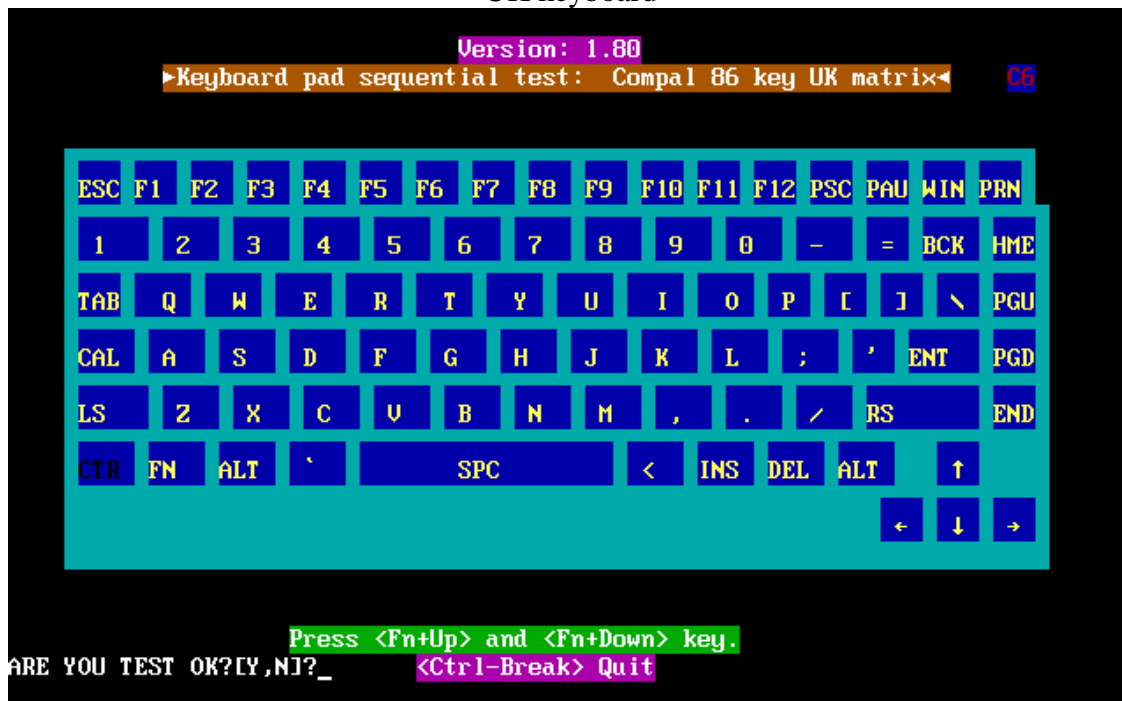 UK keyboard
Version: 1.80
►Keyboard pad sequential test: Compal 86 key UK matrix◄ C6
ESC F1 F2 F3 F4 F5 F6 F7 F8 F9 F10 F11 F12 PSC PAU WIN PRN
1 2 3 4 5 6 7 8 9 0 - = BCK HME
TAB Q W E R T Y U I O P [ ] \ PGU
CAL A S D F G H J K L ; ' ENT PGD
LS Z X C V B N M , . / RS END
CTR FN ALT ` SPC < INS DEL ALT ↑
← ↓ →
Press <Fn+Up> and <Fn+Down> key.
ARE YOU TEST OK?[Y,N]?_ <Ctrl-Break> Quit